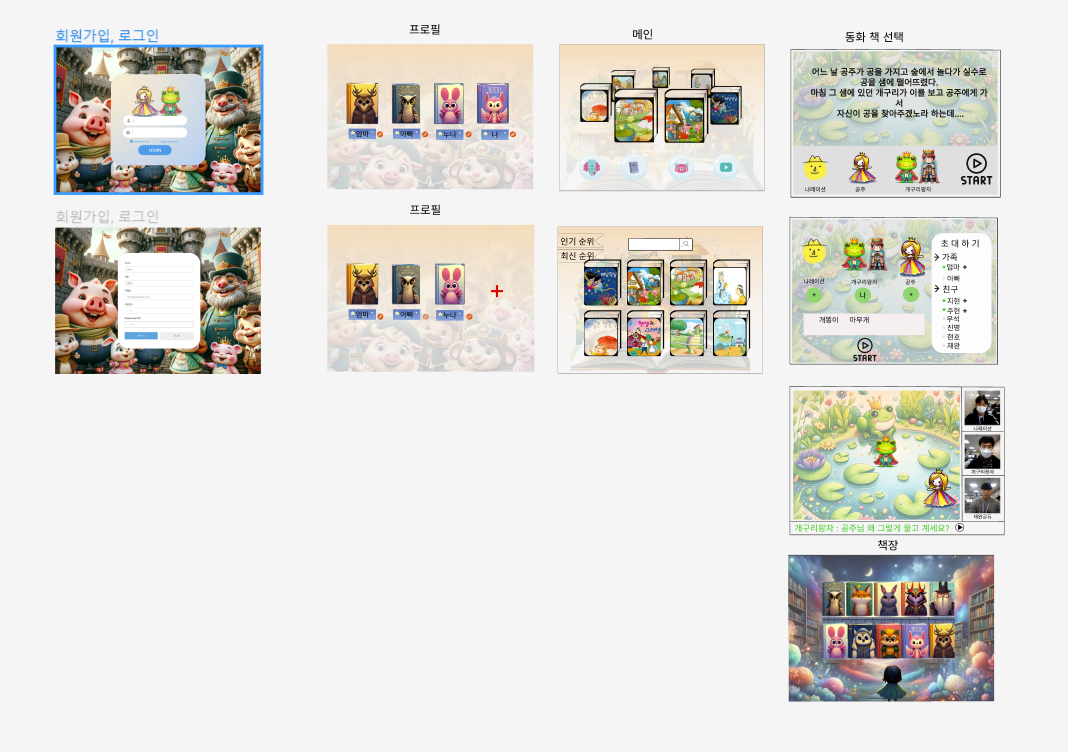 회원가입, 로그인
LOGIN
회원가입, 로그인
프로필
엄마
아빠
누나
나
프로필
엄마
아빠
누나
메인
인기 순위
최신 순위
동화 책 선택
어느 날 공주가 공을 가지고 숲에서 놀다가 실수로
공을 샘에 떨어뜨렸다.
마침 그 샘에 있던 개구리가 이를 보고 공주에게 가
서
자신이 공을 찾아주겠노라 하는데....
나레이션
공주
개구리왕자
START
나레이션
개구리왕자
공주
+
나
+
개똥이
아무개
START
초 대 하 기
가족
엄마 +
아빠
친구
지현 +
주현 +
우석
진명
현호
재완
나레이션
개구리왕자
개구리왕자 : 공주님 왜 그렇게 울고 계세요?
책장